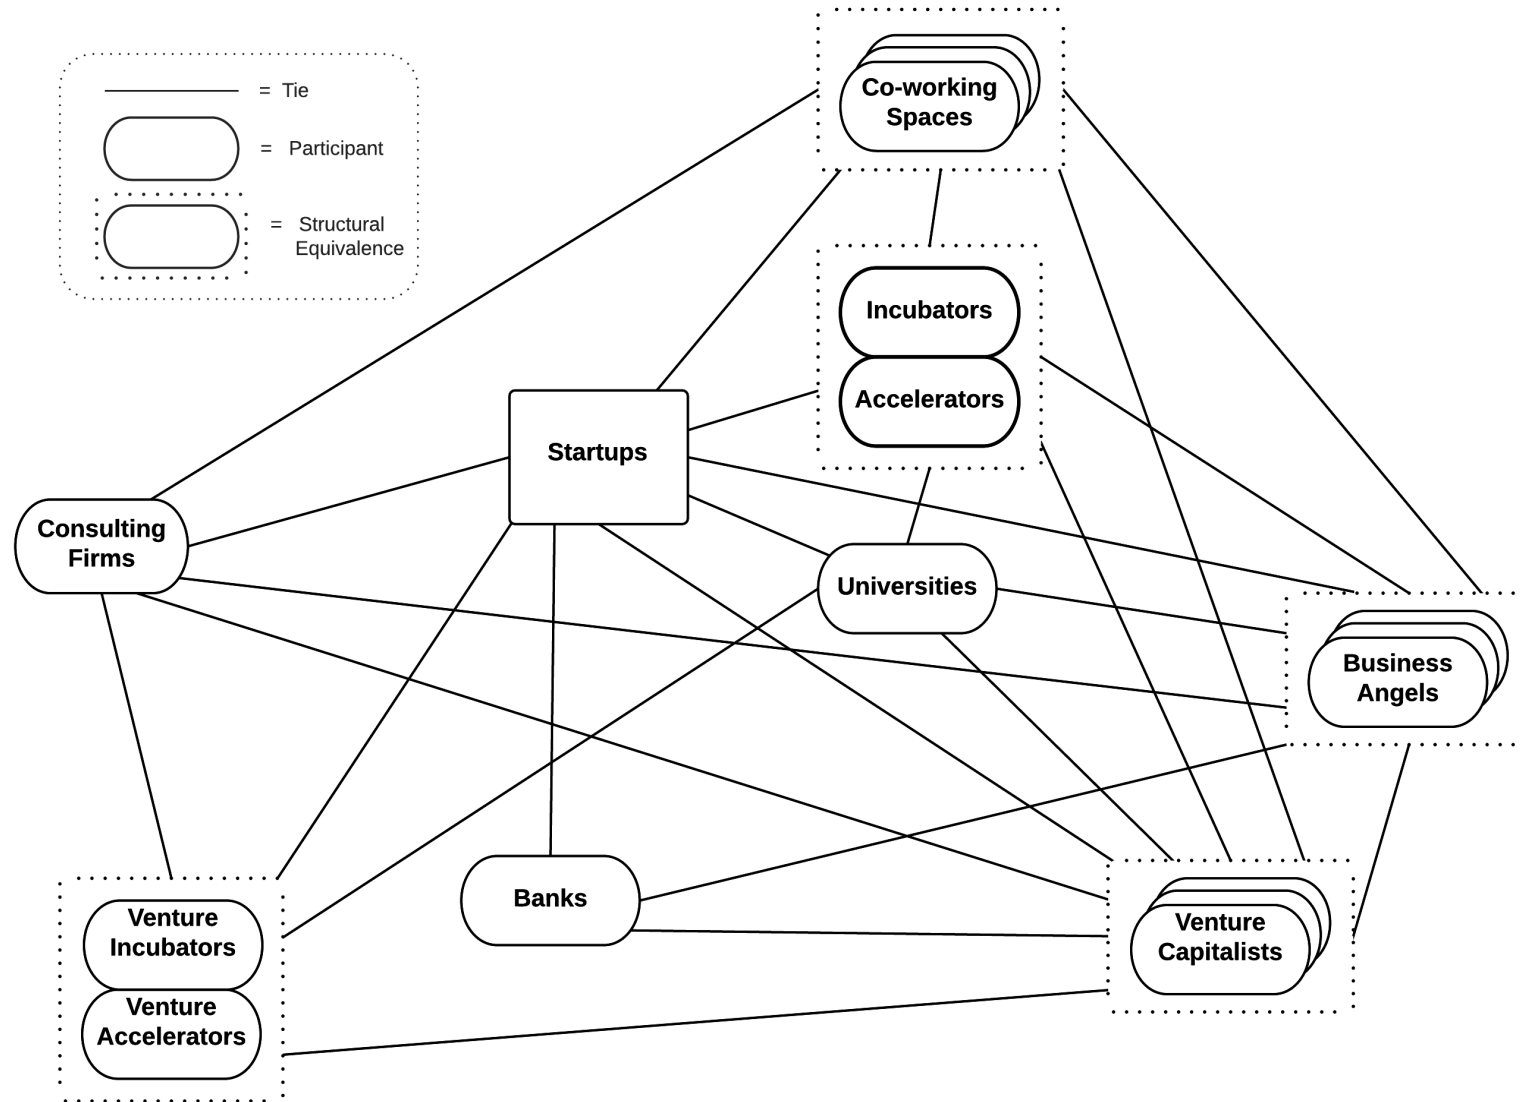 Co-working
Spaces
= Tie
= Participant
= Structural
Equivalence
Incubators
Accelerators
Startups
Consulting
Firms
Universities
Business
Angels
Banks
Venture
Incubators
Venture
Accelerators
Venture
Capitalists